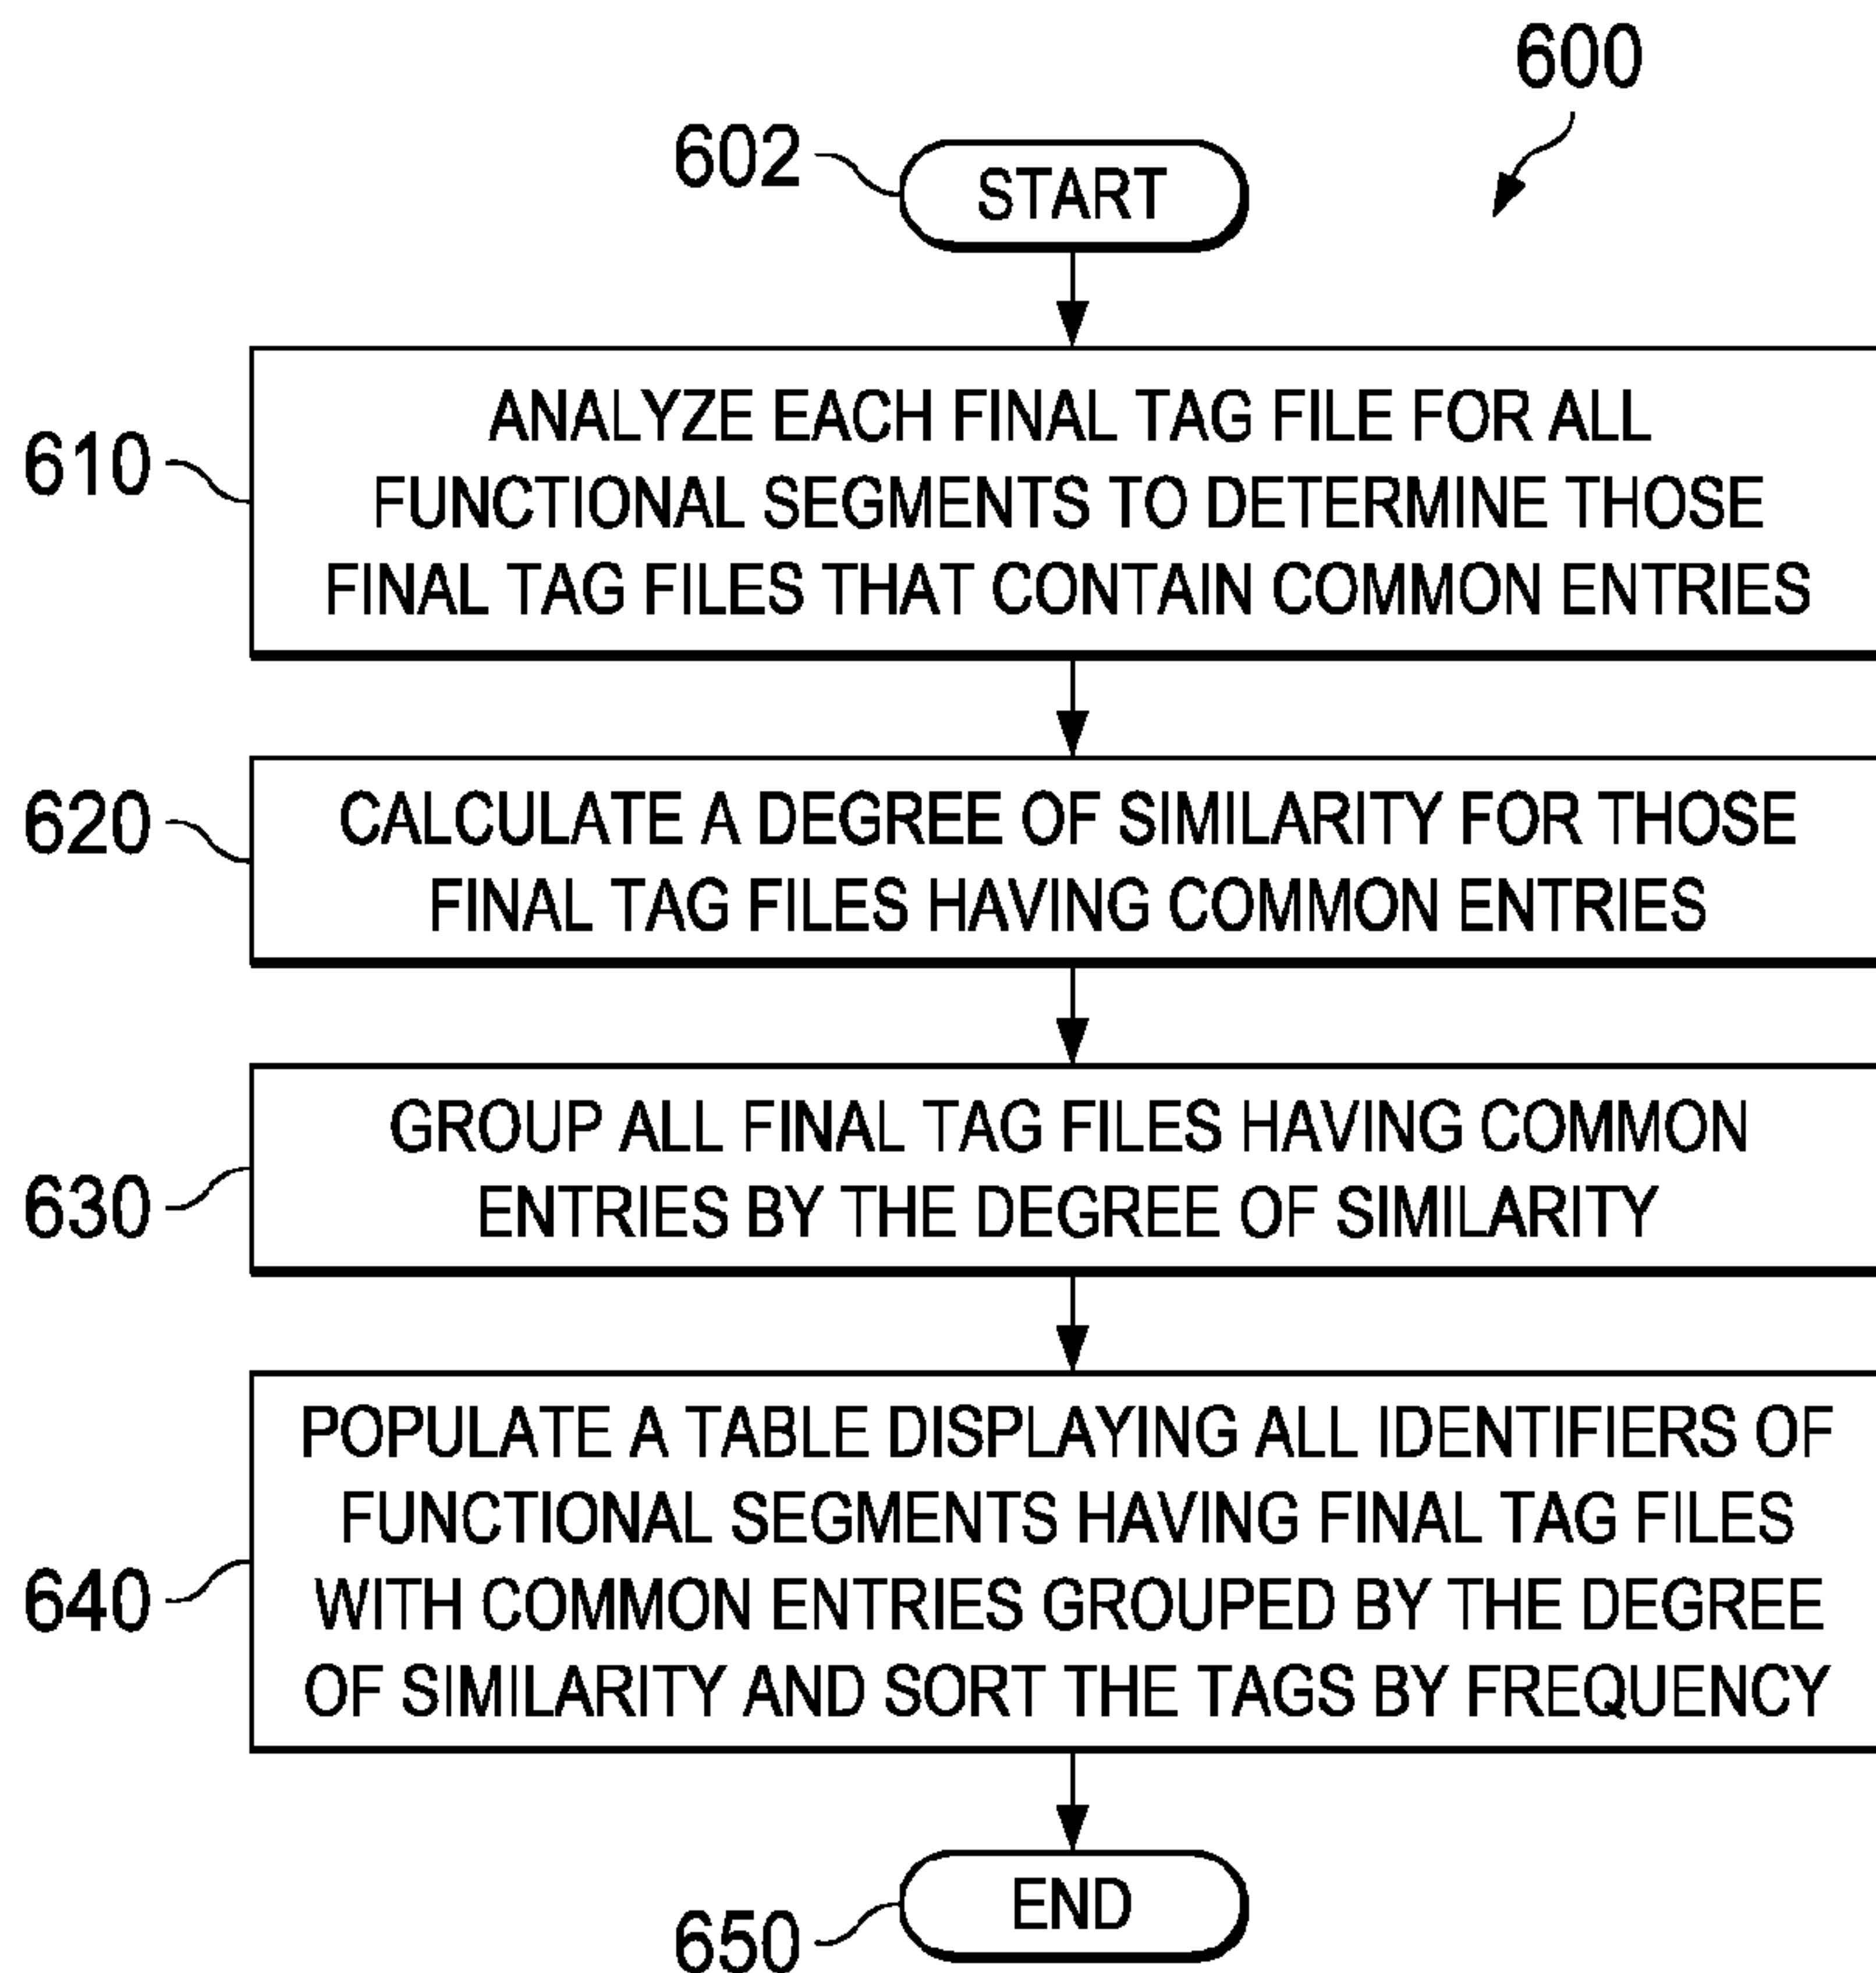 600
602
START
610
ANALYZE EACH FINAL TAG FILE FOR ALL
FUNCTIONAL SEGMENTS TO DETERMINE THOSE
FINAL TAG FILES THAT CONTAIN COMMON ENTRIES
620
CALCULATE A DEGREE OF SIMILARITY FOR THOSE
FINAL TAG FILES HAVING COMMON ENTRIES
630
GROUP ALL FINAL TAG FILES HAVING COMMON
ENTRIES BY THE DEGREE OF SIMILARITY
640
POPULATE A TABLE DISPLAYING ALL IDENTIFIERS OF
FUNCTIONAL SEGMENTS HAVING FINAL TAG FILES
WITH COMMON ENTRIES GROUPED BY THE DEGREE
OF SIMILARITY AND SORT THE TAGS BY FREQUENCY
END
650